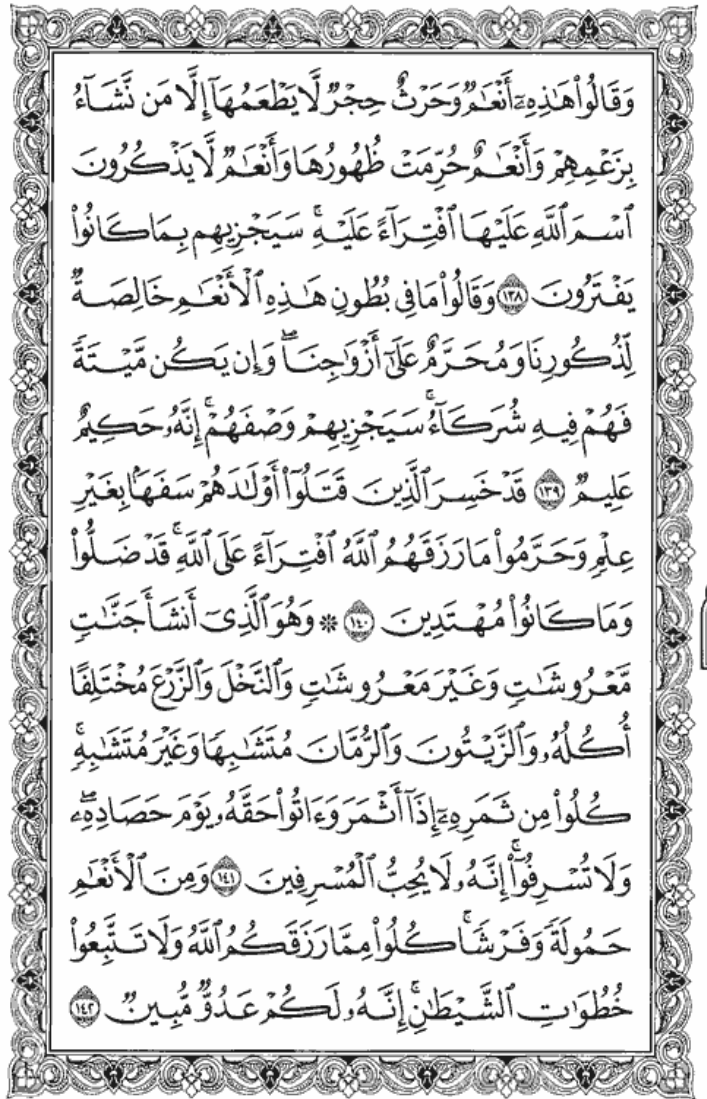 وَقَالُوا۟ هَـٰذِهِۦٓ أَنْعَـٰمٌ وَحَرْثٌ حِجْرٌ لَّا يَطْعَمُهَآ إِلَّا مَن نَّشَآءُ
بِزَعْمِهِمْ وَأَنْعَـٰمٌ حُرِّمَتْ ظُهُورُهَا وَأَنْعَـٰمٌ لَّا يَذْكُرُونَ
ٱسْمَ ٱللَّهِ عَلَيْهَا ٱفْتِرَآءً عَلَيْهِ ۚ سَيَجْزِيهِم بِمَا كَانُوا۟
يَفْتَرُونَ ١٣٨ وَقَالُوا۟ مَا فِى بُطُونِ هَـٰذِهِ ٱلْأَنْعَـٰمِ خَالِصَةٌ
لِّذُكُورِنَا وَمُحَرَّمٌ عَلَىٰٓ أَزْوَٰجِنَا ۖ وَإِن يَكُن مَّيْتَةً
فَهُمْ فِيهِ شُرَكَآءُ ۚ سَيَجْزِيهِمْ وَصْفَهُمْ ۚ إِنَّهُۥ حَكِيمٌ
عَلِيمٌ ١٣٩ قَدْ خَسِرَ ٱلَّذِينَ قَتَلُوٓا۟ أَوْلَـٰدَهُمْ سَفَهًۢا بِغَيْرِ
عِلْمٍ وَحَرَّمُوا۟ مَا رَزَقَهُمُ ٱللَّهُ ٱفْتِرَآءً عَلَى ٱللَّهِ ۚ قَدْ ضَلُّوا۟
وَمَا كَانُوا۟ مُهْتَدِينَ ١٤٠ ۞ وَهُوَ ٱلَّذِىٓ أَنشَأَ جَنَّـٰتٍ
مَّعْرُوشَـٰتٍ وَغَيْرَ مَعْرُوشَـٰتٍ وَٱلنَّخْلَ وَٱلزَّرْعَ مُخْتَلِفًا
أُكُلُهُۥ وَٱلزَّيْتُونَ وَٱلرُّمَّانَ مُتَشَـٰبِهًا وَغَيْرَ مُتَشَـٰبِهٍ ۚ
كُلُوا۟ مِن ثَمَرِهِۦٓ إِذَآ أَثْمَرَ وَءَاتُوا۟ حَقَّهُۥ يَوْمَ حَصَادِهِۦ ۖ
وَلَا تُسْرِفُوٓا۟ ۚ إِنَّهُۥ لَا يُحِبُّ ٱلْمُسْرِفِينَ ١٤١ وَمِنَ ٱلْأَنْعَـٰمِ
حَمُولَةً وَفَرْشًا ۚ كُلُوا۟ مِمَّا رَزَقَكُمُ ٱللَّهُ وَلَا تَتَّبِعُوا۟
خُطُوَٰتِ ٱلشَّيْطَـٰنِ ۚ إِنَّهُۥ لَكُمْ عَدُوٌّ مُّبِينٌ ١٤٢